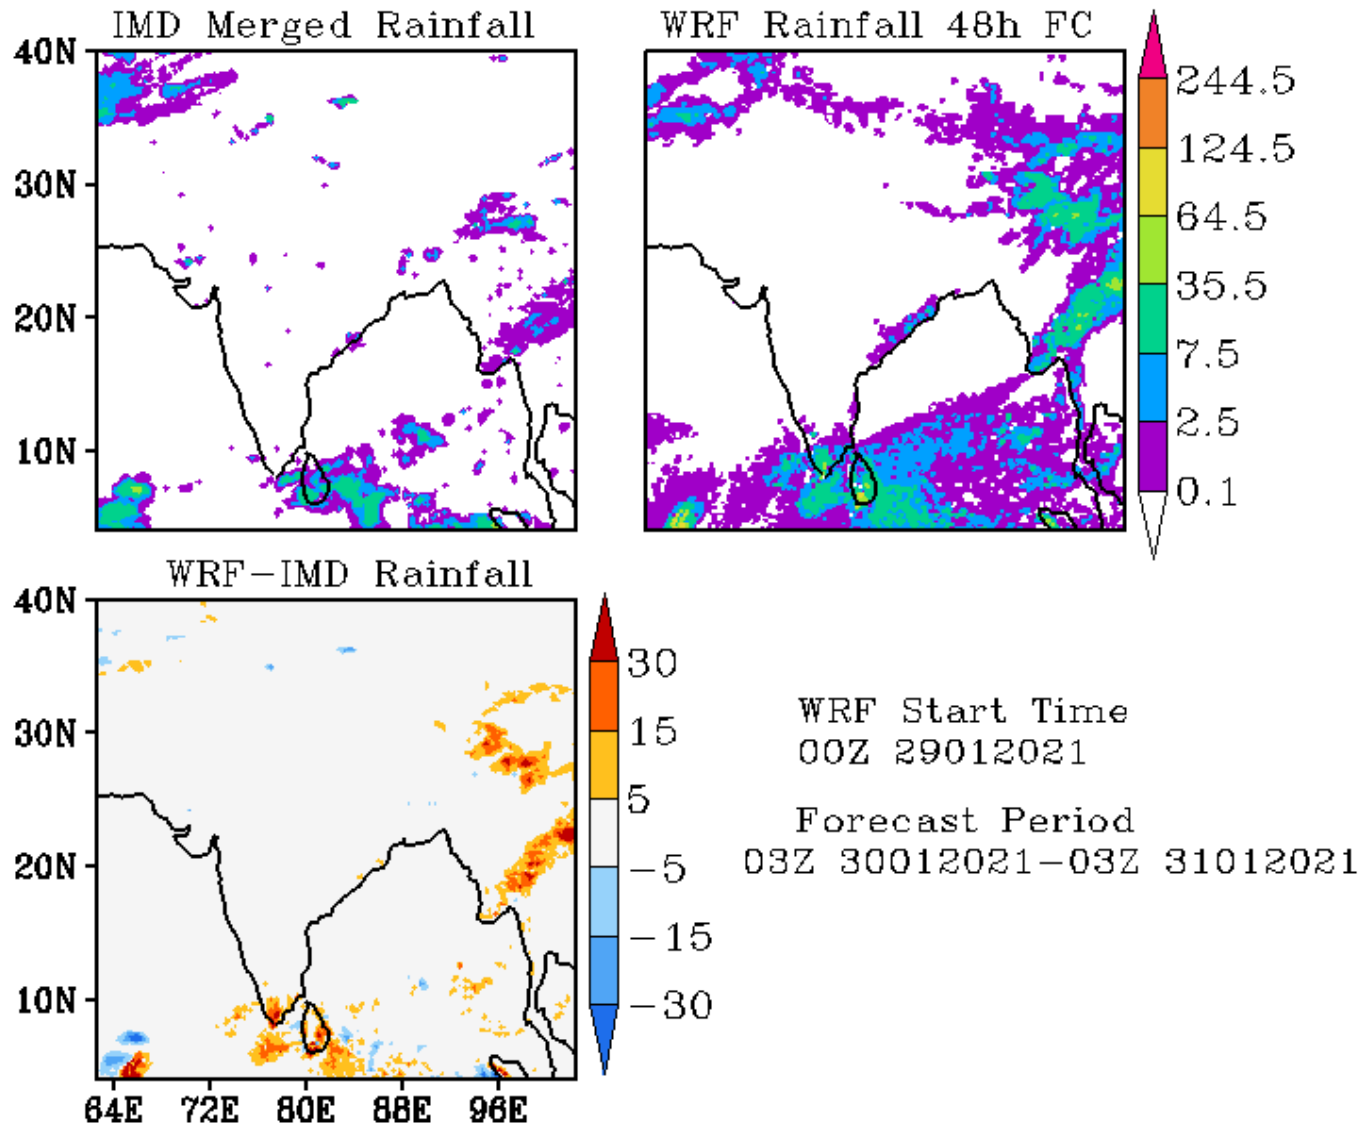 IMD Merged Rainfall
WRF Rainfall 48h FC
40N
30N
20N
10N
244.5
124.5
64.5
35.5
7.5
2.5
0.1
WRF-IMD Rainfall
40N
30N
20N
10N
64E 72E 80E 88E 96E
30
15
5
-5
-15
-30
WRF Start Time
00Z 29012021
Forecast Period
03Z 30012021-03Z 31012021